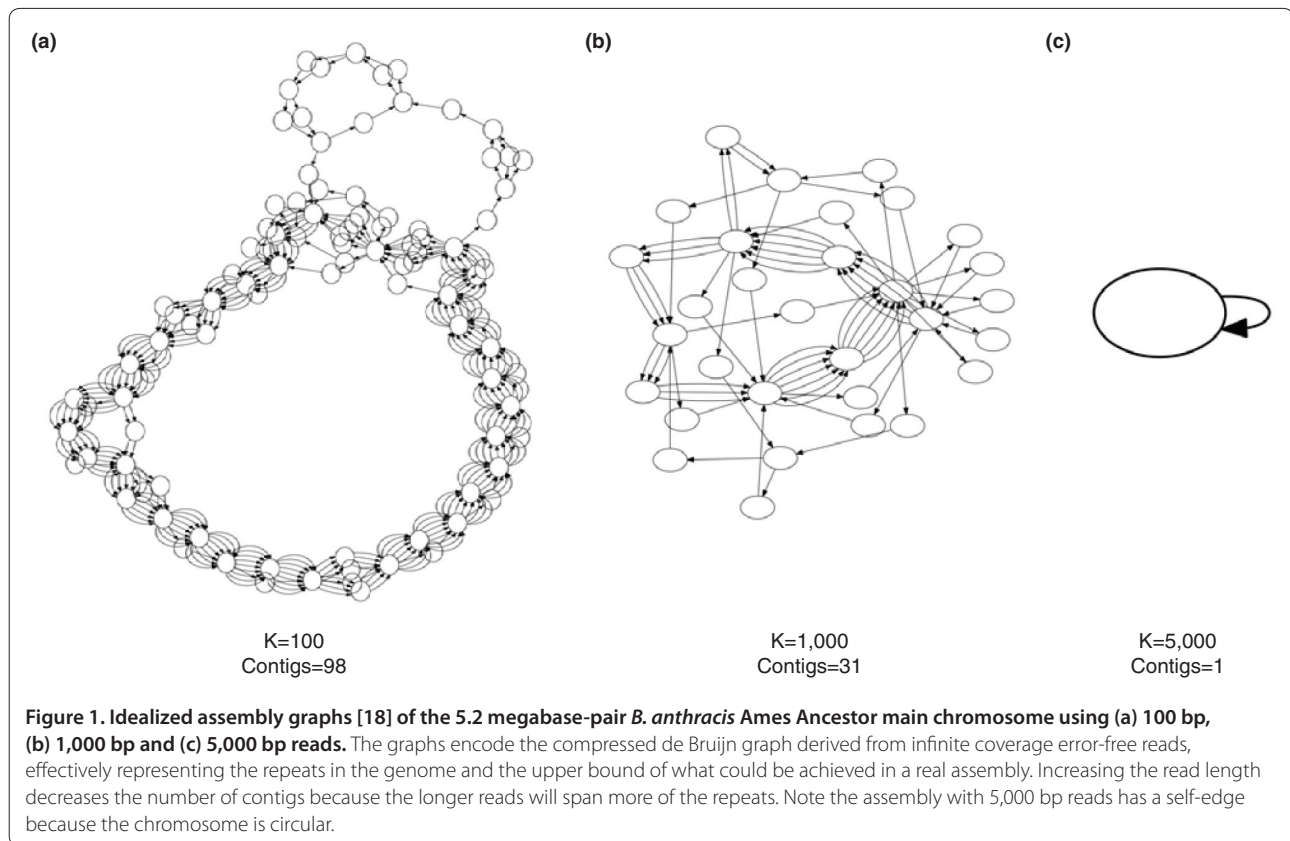 (a)
(b)
(c)
K=100
Contigs=98
K=1,000
Contigs=31
K=5,000
Contigs=1
Figure 1. Idealized assembly graphs [18] of the 5.2 megabase-pair B. anthracis Ames Ancestor main chromosome using (a) 100 bp,
(b) 1,000 bp and (c) 5,000 bp reads. The graphs encode the compressed de Bruijn graph derived from infinite coverage error-free reads,
effectively representing the repeats in the genome and the upper bound of what could be achieved in a real assembly. Increasing the read length
decreases the number of contigs because the longer reads will span more of the repeats. Note the assembly with 5,000 bp reads has a self-edge
because the chromosome is circular.